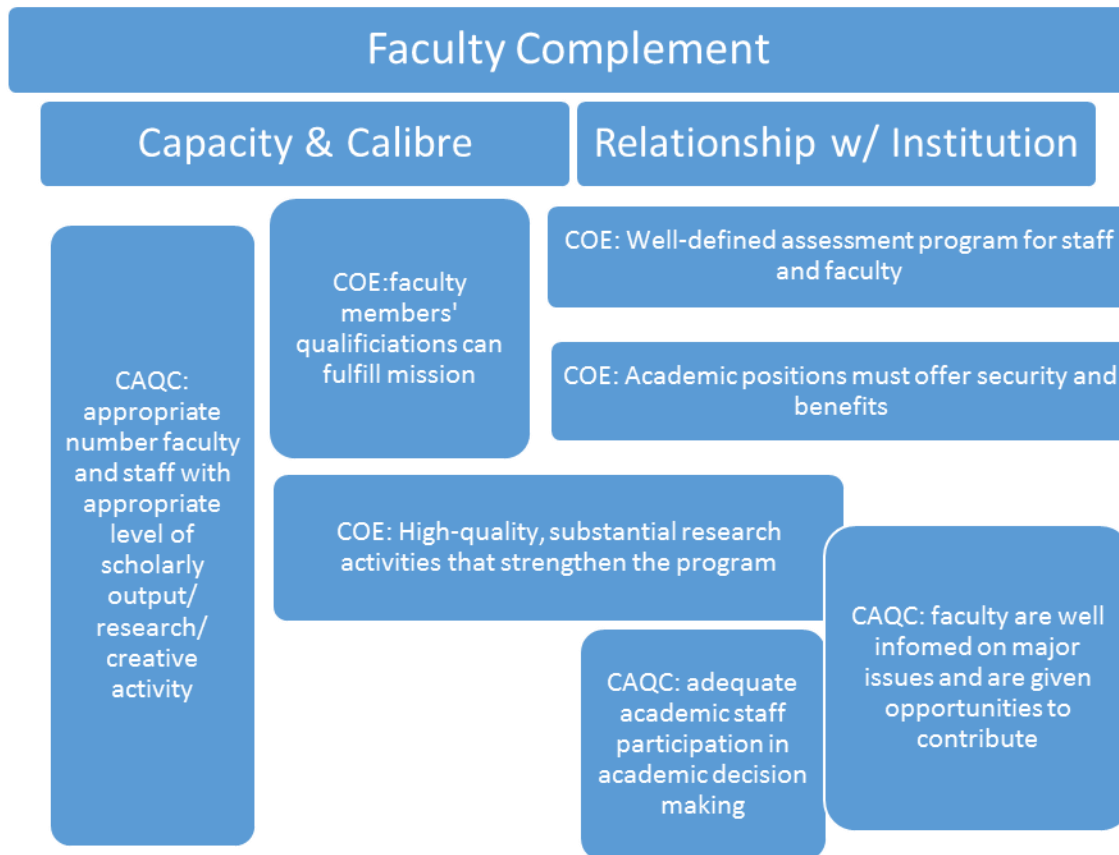 Faculty Complement
Capacity & Calibre
Relationship w/ Institution
CAQC:
appropriate
number faculty
and staff with
appropriate
level of
scholarly
output/
research/
creative
activity
COE:faculty
members'
qualificiations can
fulfill mission
COE: Well-defined assessment program for staff
and faculty
COE: Academic positions must offer security and
benefits
COE: High-quality, substantial research
activities that strengthen the program
CAQC: adequate
academic staff
participation in
academic decision
making
CAQC: faculty are well
infomed on major
issues and are given
opportunities to
contribute